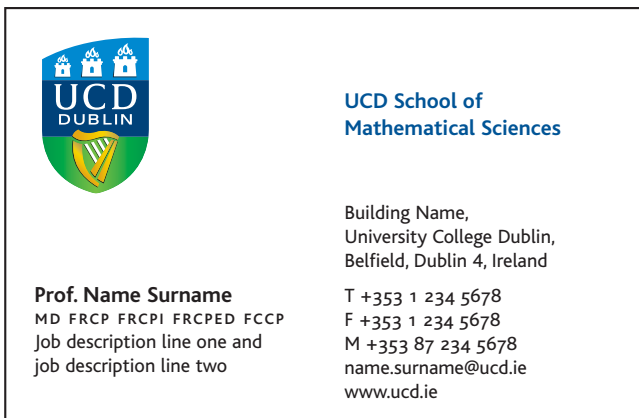 UCD
DUBLIN
UCD School of
Mathematical Sciences
Building Name,
University College Dublin,
Belfield, Dublin 4, Ireland
Prof. Name Surname
MD FRCP FRCPI FRCPED FCCP
Job description line one and
job description line two
T +353 1 234 5678
F +353 1 234 5678
M +353 87 234 5678
name.surname@ucd.ie
www.ucd.ie